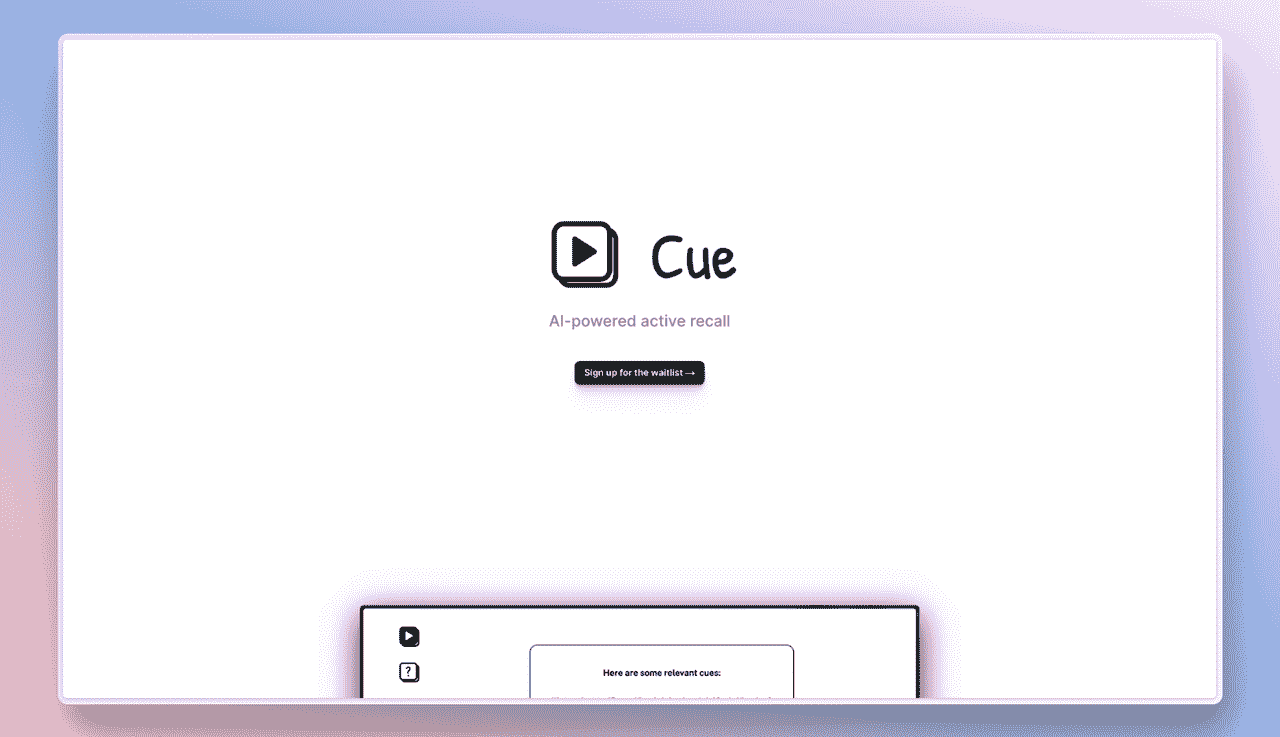 Cue
AI-powered active recall
Sign up for the waitlist →
?
Here are some relevant cues: